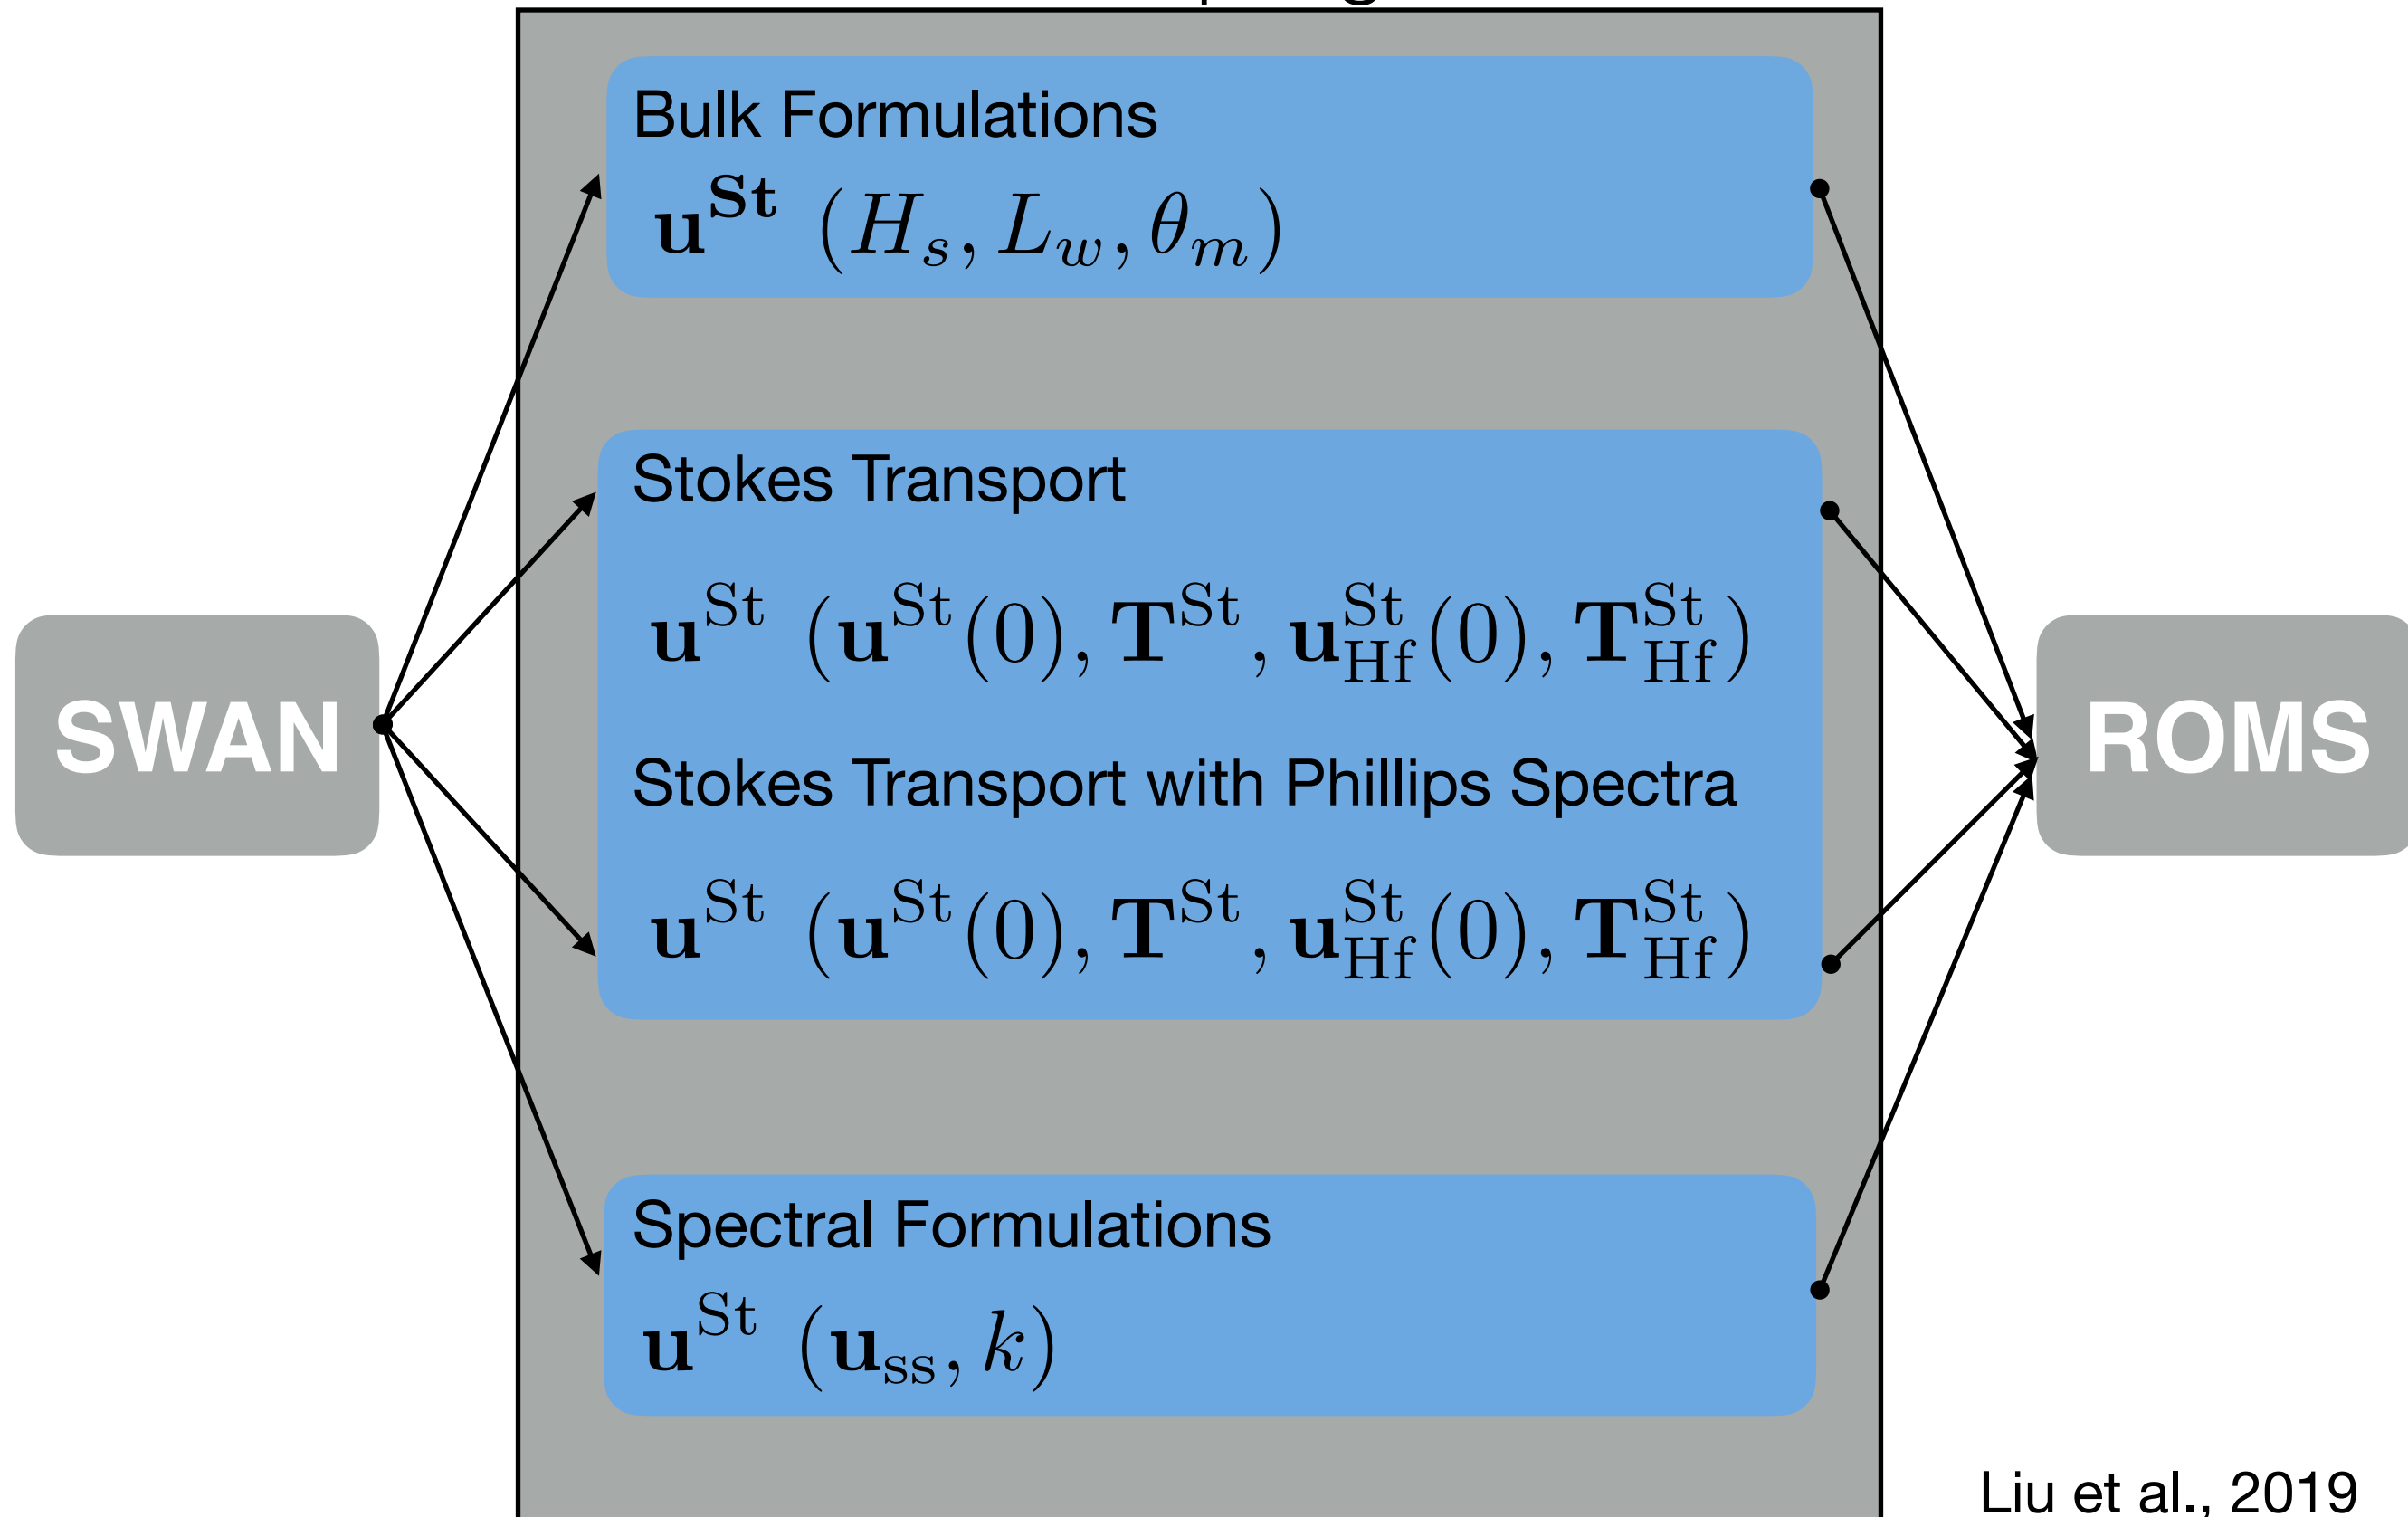 Bulk Formulations
u^St (H_s, L_w, θ_m)
Stokes Transport
u^St (u^St(0), T^St, u^St_Hf(0), T^St_Hf)
SWAN
ROMS
Stokes Tranport with Phillips Spectra
u^St (u^St(0), T^St, u^St_Hf(0), T^St_Hf)
Spectral Formulations
u^St (u_ss, k)
Liu et al., 2019